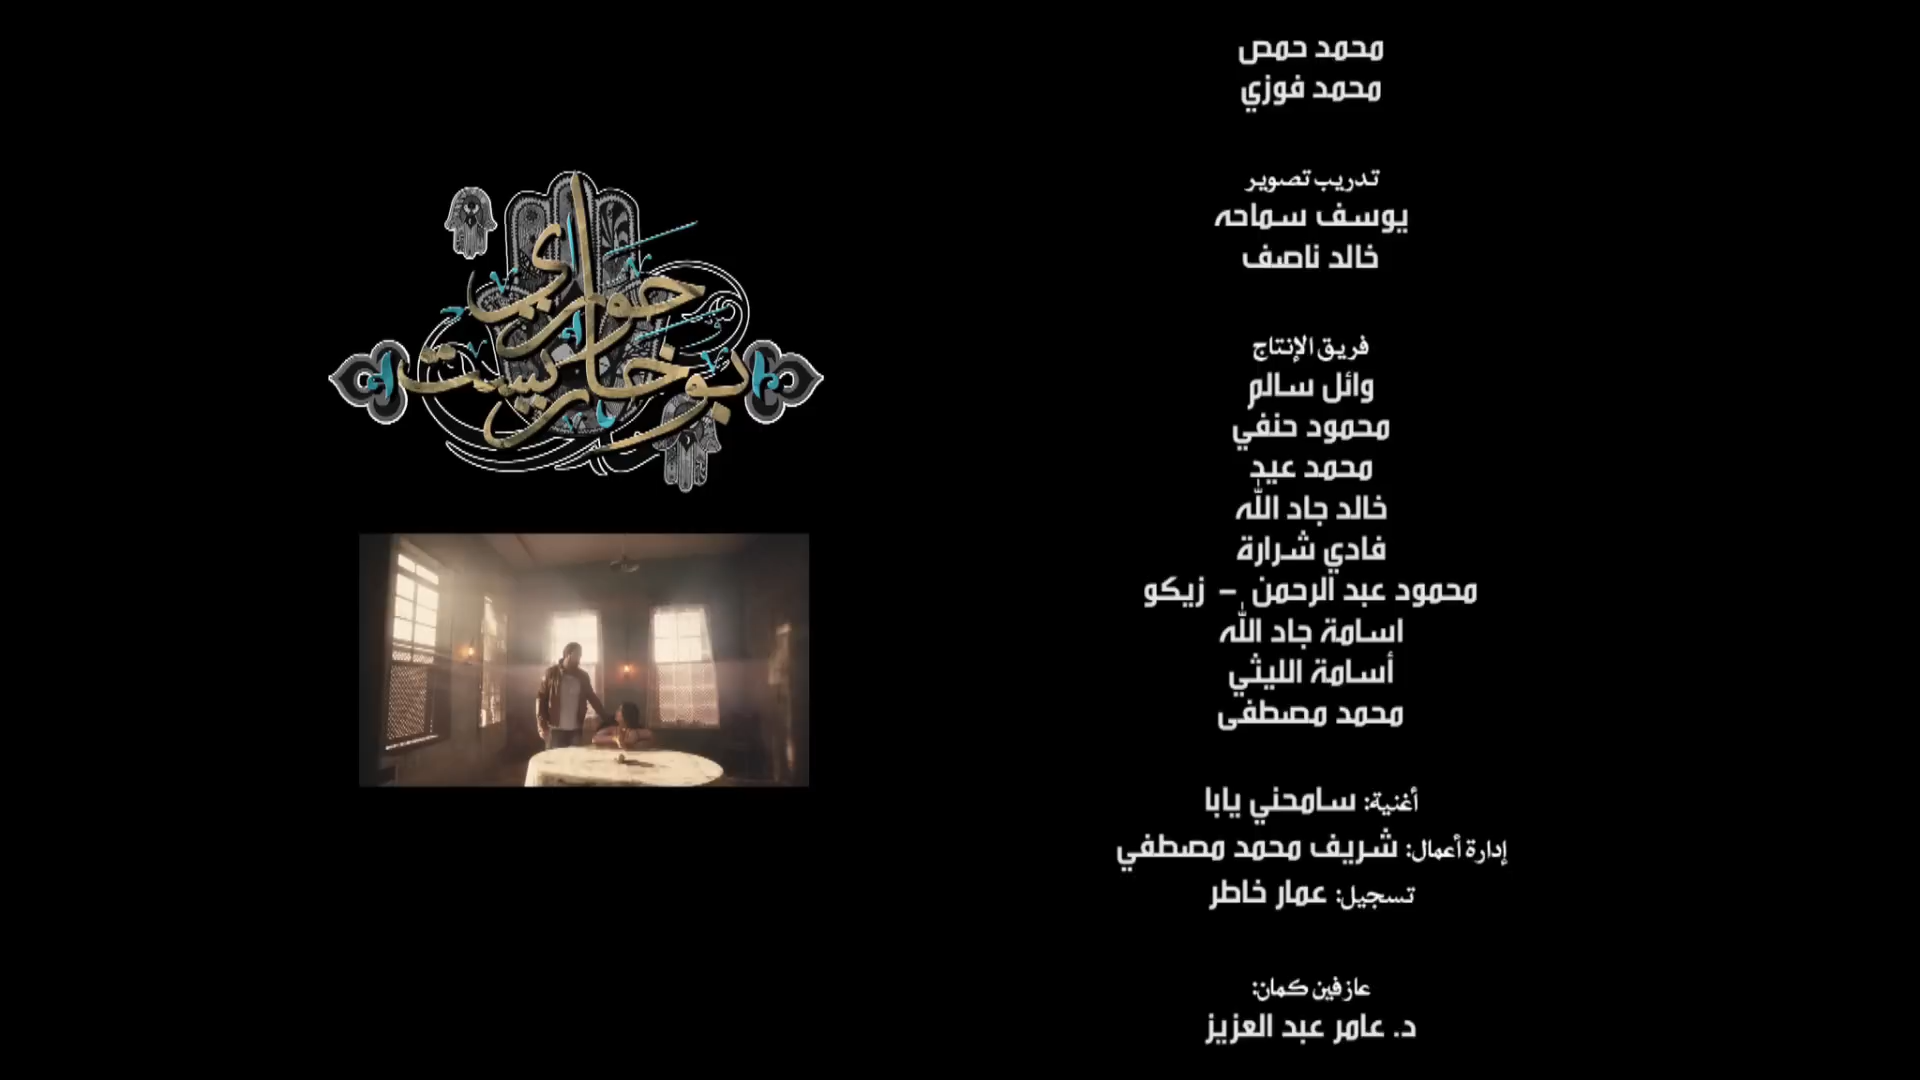 محمد حمص
محمد فوزي
تدريب تصوير
يوسف سماحه
خالد ناصف
فريق الإنتاج
وائل سالم
محمود حنفي
محمد عيد
خالد جاد الله
فادي شرارة
محمود عبد الرحمن - زيكو
اسامة جاد الله
أسامة الليثي
محمد مصطفى
أغنية: سامحني يابا
إدارة أعمال: شريف محمد مصطفي
تسجيل: عمار خاطر
عازفين كمان:
د. عامر عبد العزيز
حواري
بوخارست